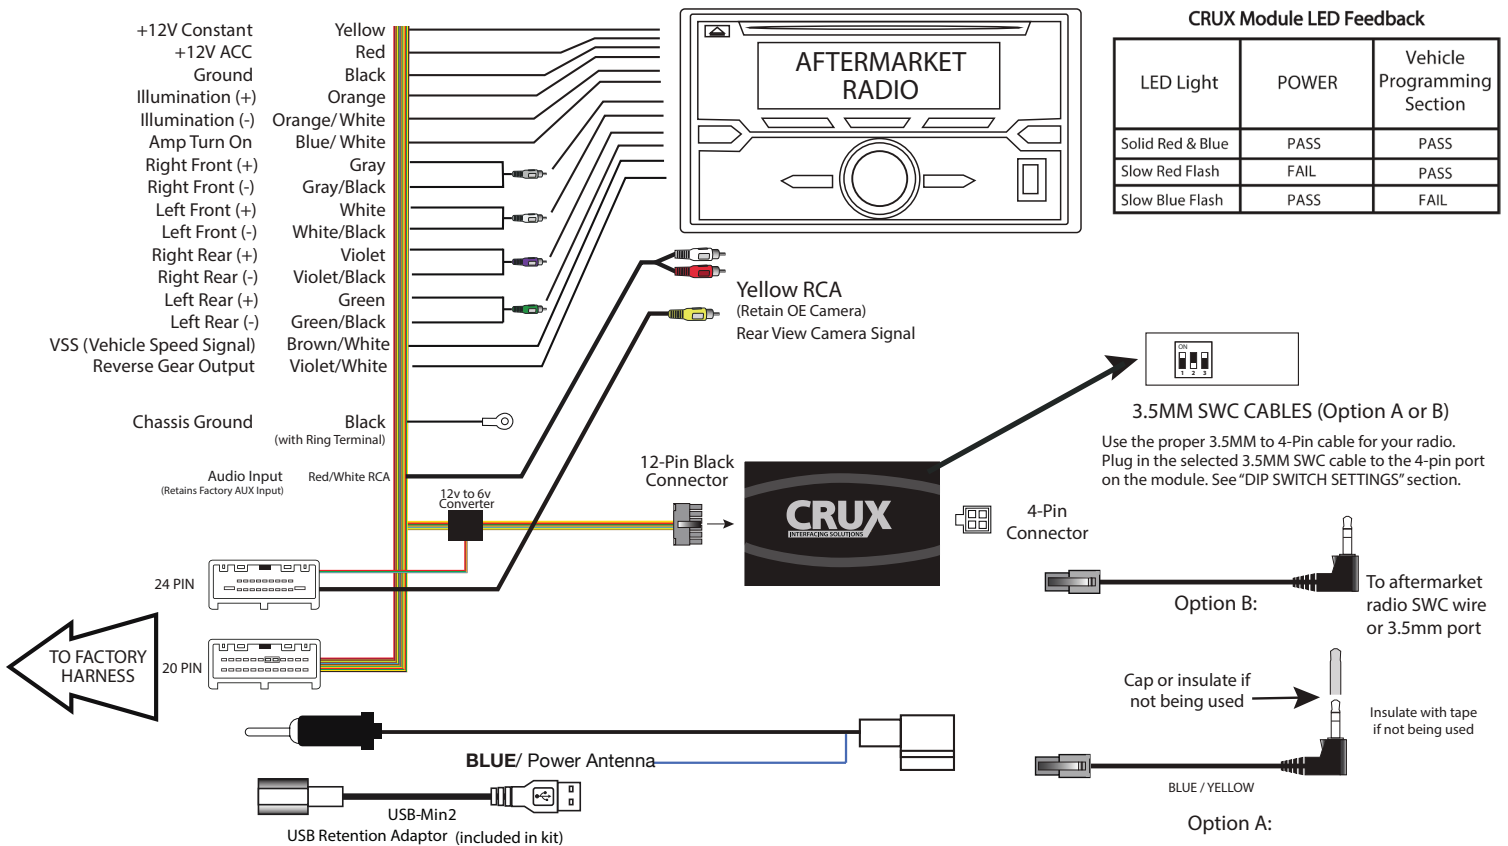 +12V Constant Yellow
+12V ACC Red
Ground Black
Illumination (+) Orange
Illumination (-) Orange/ White
Amp Turn On Blue/ White
Right Front (+) Gray
Right Front (-) Gray/Black
Left Front (+) White
Left Front (-) White/Black
Right Rear (+) Violet
Right Rear (-) Violet/Black
Left Rear (+) Green
Left Rear (-) Green/Black
VSS (Vehicle Speed Signal) Brown/White
Reverse Gear Output Violet/White
Chassis Ground Black
(with Ring Terminal)
Audio Input Red/White RCA
(Retains Factory AUX Input)
AFTERMARKET
RADIO
CRUX Module LED Feedback
LED Light POWER Vehicle
Programming
Section
Solid Red & Blue PASS PASS
Slow Red Flash FAIL PASS
Slow Blue Flash PASS FAIL
Yellow RCA
(Retain OE Camera)
Rear View Camera Signal
ON
1 2 3
3.5MM SWC CABLES (Option A or B)
Use the proper 3.5MM to 4-Pin cable for your radio.
Plug in the selected 3.5MM SWC cable to the 4-pin port
on the module. See “DIP SWITCH SETTINGS” section.
12-Pin Black
Connector
12v to 6v
Converter
CRUX
INTERFACING SOLUTIONS
4-Pin
Connector
24 PIN
20 PIN
TO FACTORY
HARNESS
Option B:
To aftermarket
radio SWC wire
or 3.5mm port
Cap or insulate if
not being used
Insulate with tape
if not being used
BLUE / YELLOW
Option A:
BLUE/ Power Antenna
USB-Min2
USB Retention Adaptor (included in kit)